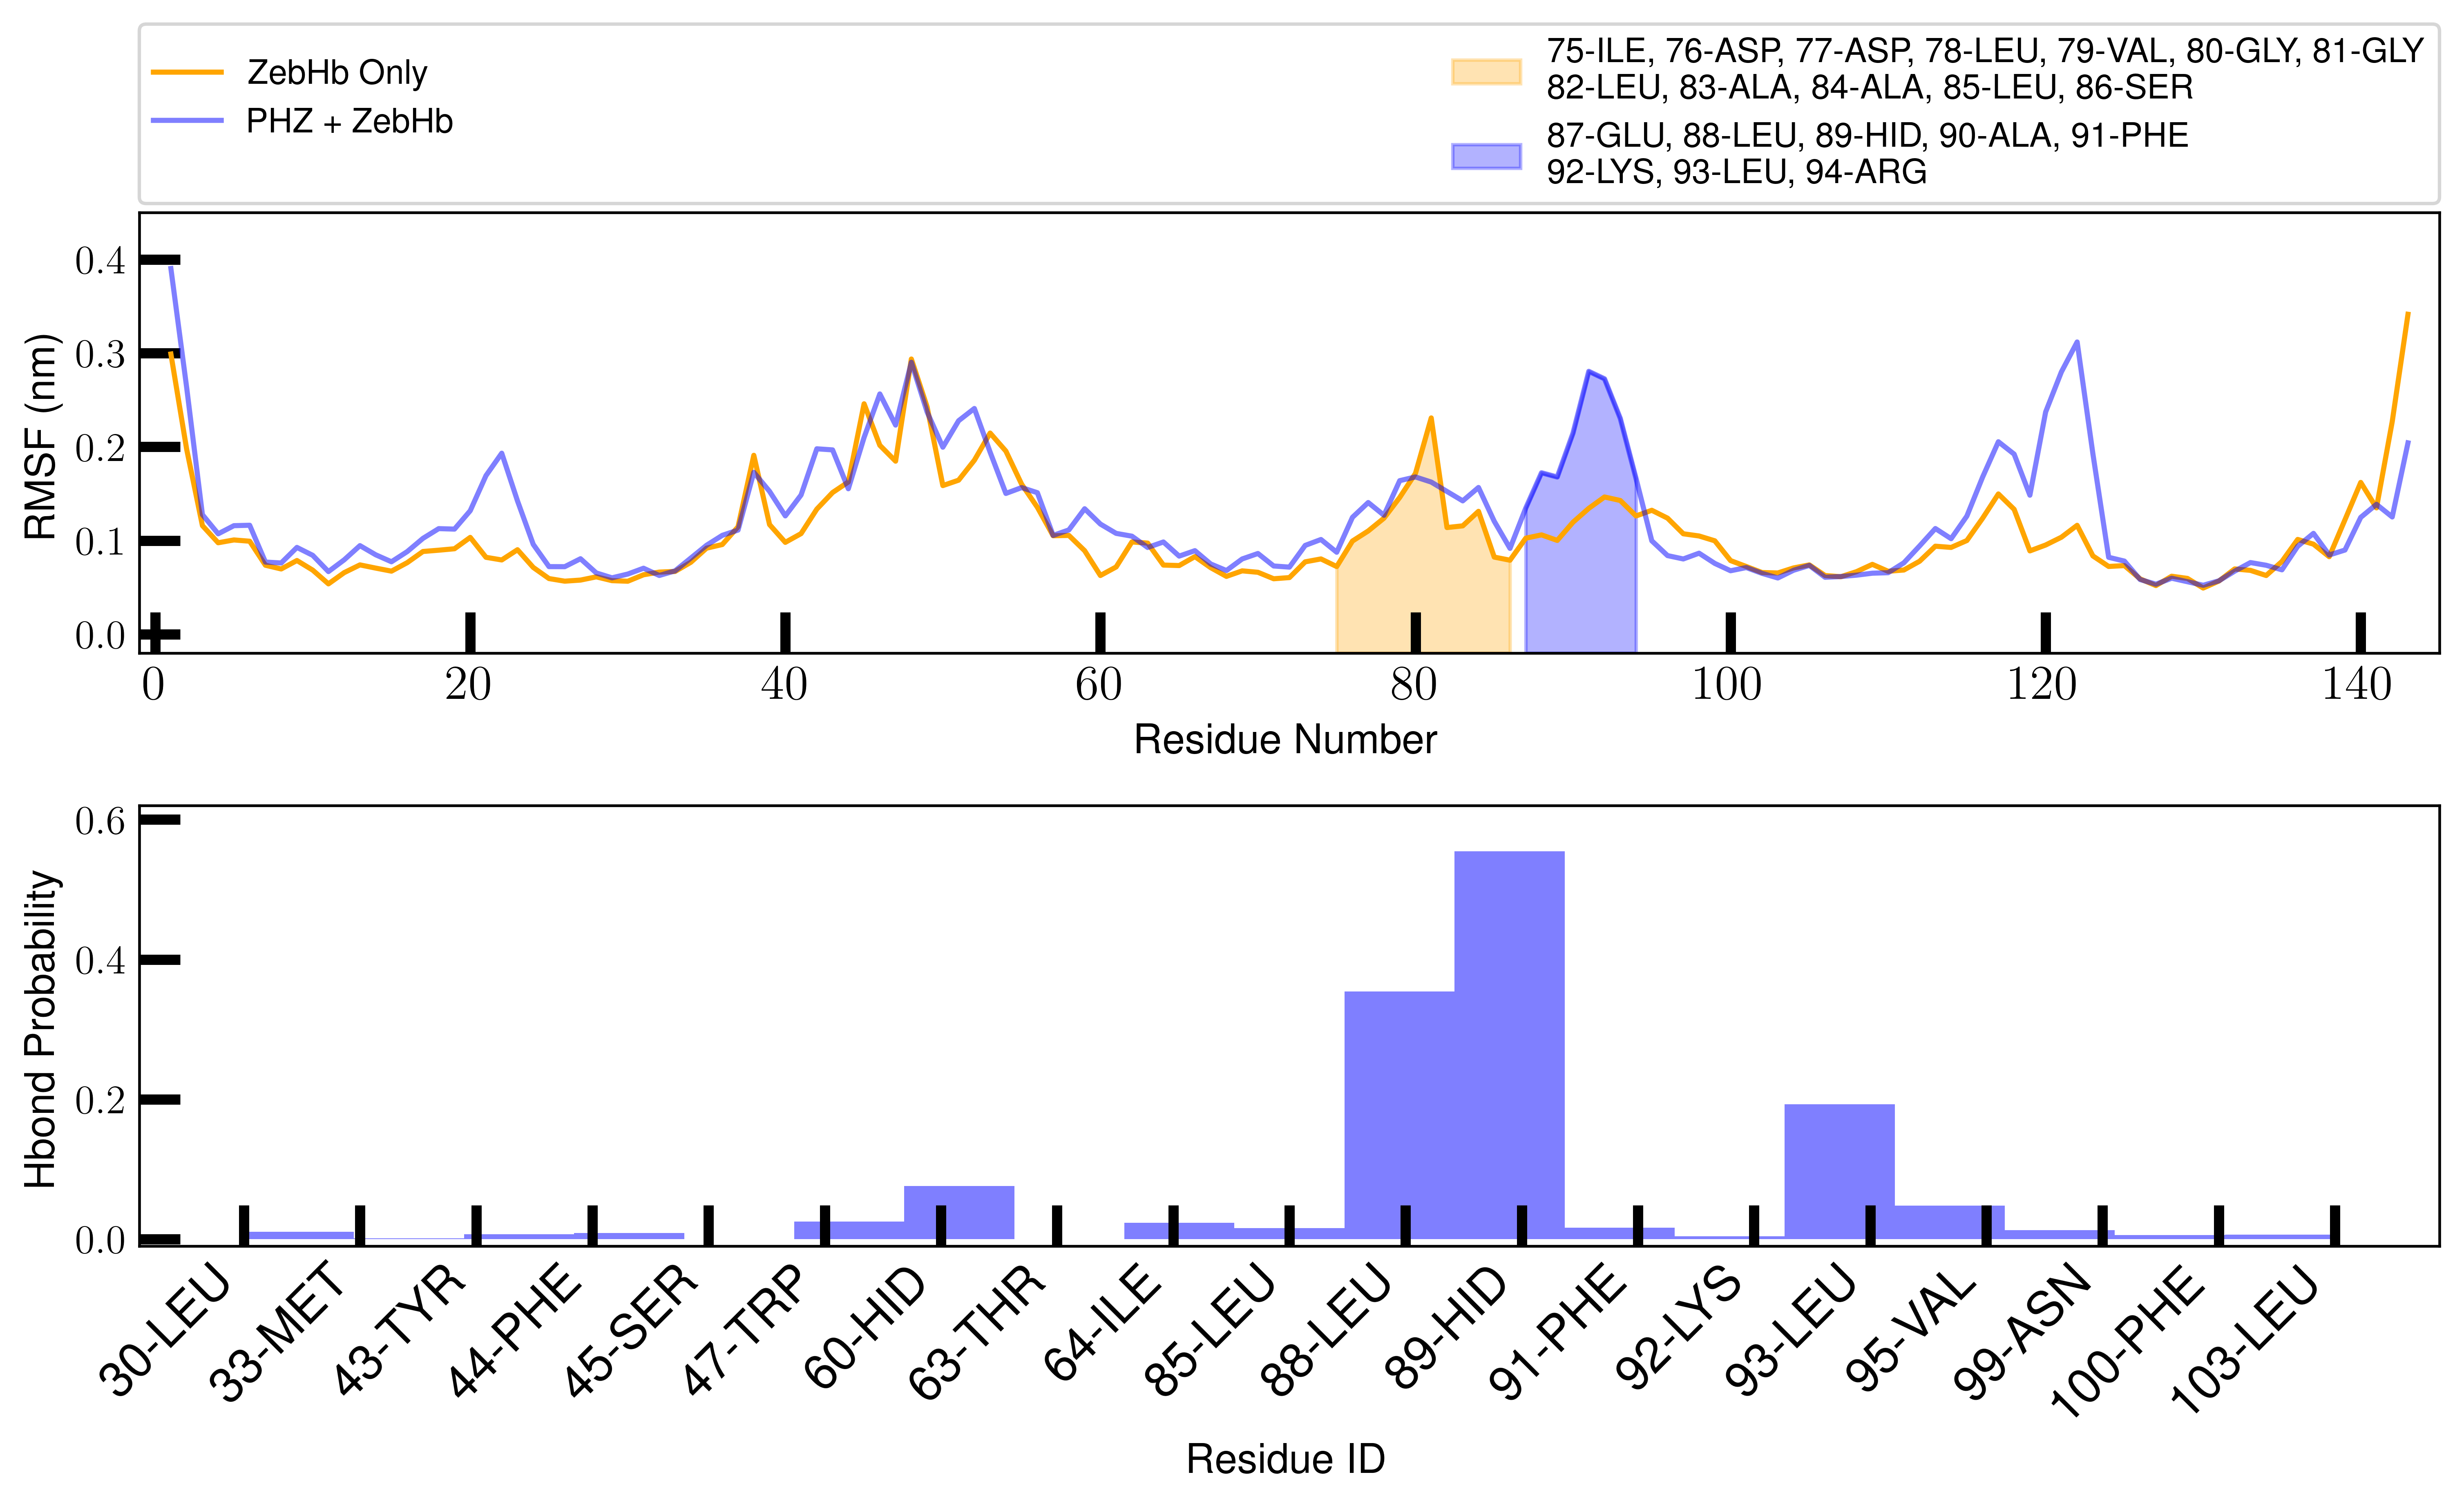 ZebHb Only
PHZ + ZebHb
75-ILE, 76-ASP, 77-ASP, 78-LEU, 79-VAL, 80-GLY, 81-GLY
82-LEU, 83-ALA, 84-ALA, 85-LEU, 86-SER
87-GLU, 88-LEU, 89-HID, 90-ALA, 91-PHE
92-LYS, 93-LEU, 94-ARG
RMSF (nm)
0.4
0.3
0.2
0.1
0.0
0 20 40 60 80 100 120 140
Residue Number
Hbond Probability
0.6
0.4
0.2
0.0
30-LEU
33-MET
43-TYR
44-PHE
45-SER
47-TRP
60-HID
63-THR
64-ILE
85-LEU
88-LEU
89-HID
91-PHE
92-LYS
93-LEU
95-VAL
99-ASN
100-PHE
103-LEU
Residue ID